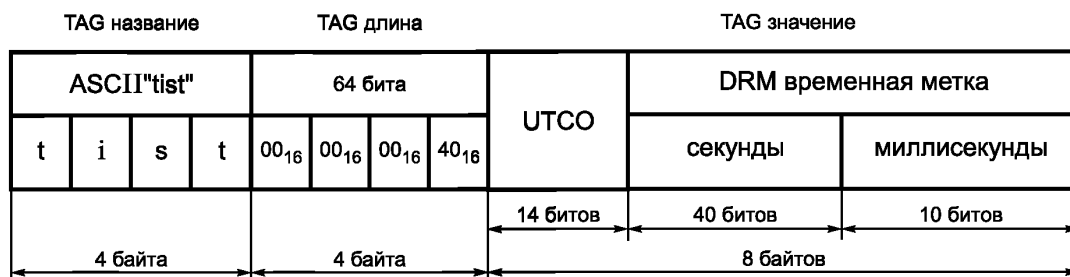 TAG название TAG длина TAG значение
ASCII"tist" 64 бита UTCO DRM временная метка
t i s t 00₁₆ 00₁₆ 00₁₆ 40₁₆ секунды миллисекунды
14 битов 40 битов 10 битов
4 байта 4 байта 8 байтов